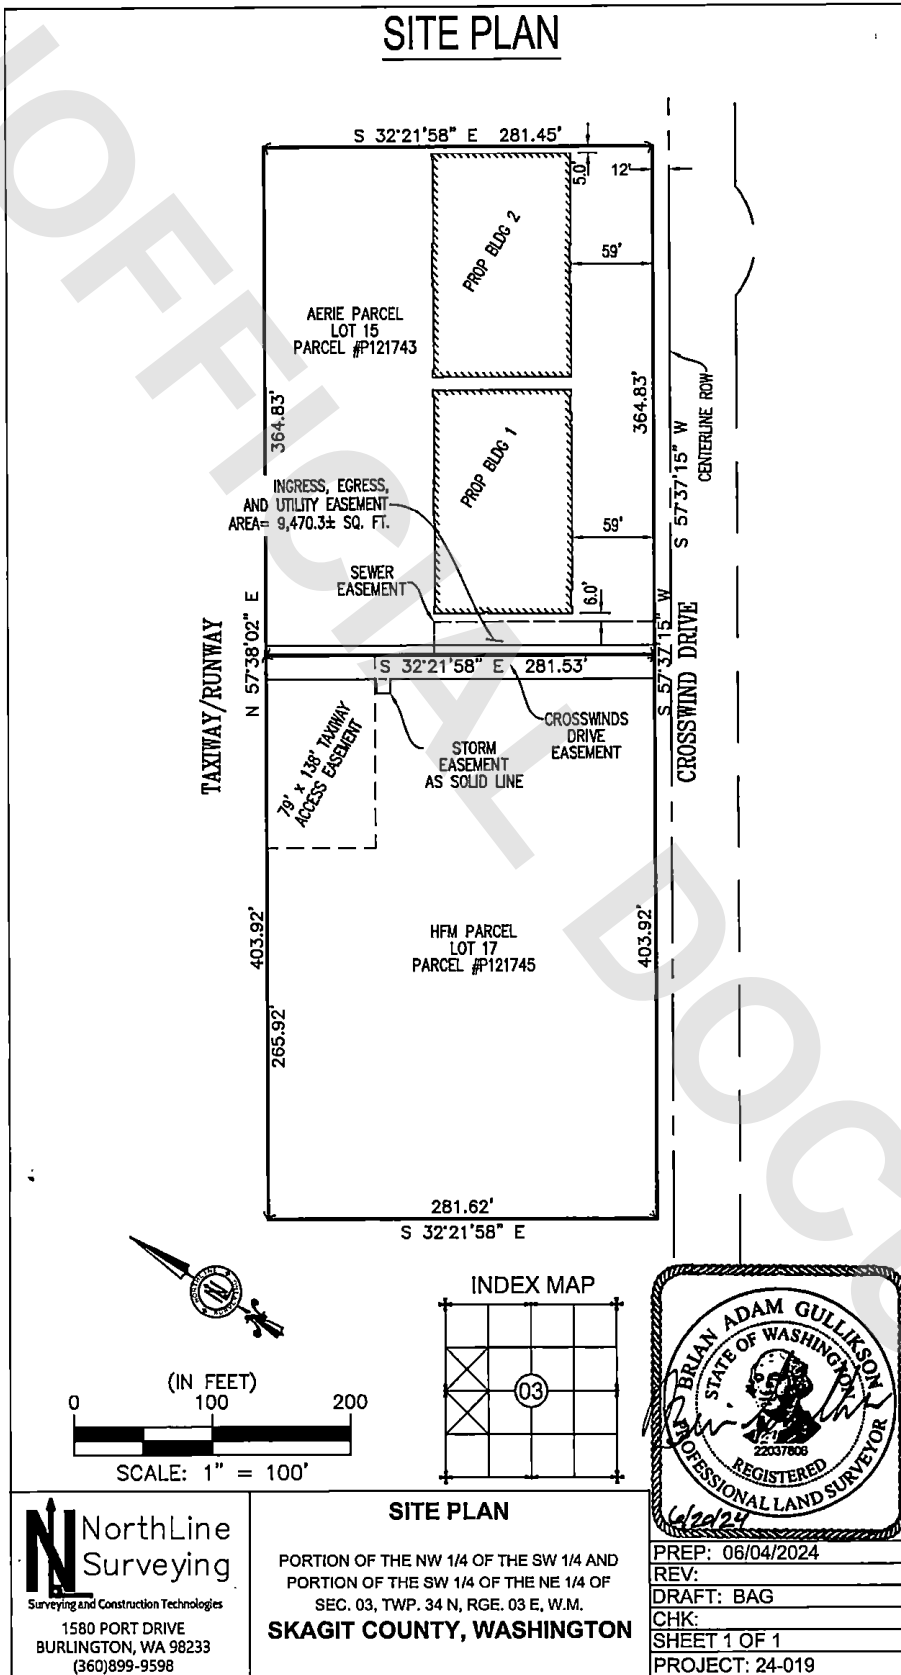 SITE PLAN
S 32°21'58" E 281.45'
5.0'
12'
PROP BLDG 2
59'
AERIE PARCEL
LOT 15
PARCEL #P121743
364.83'
364.83'
CENTERLINE ROW
S 57°37'15" W
PROP BLDG 1
INGRESS, EGRESS,
AND UTILITY EASEMENT
AREA= 9,470.3± SQ. FT.
59'
SEWER
EASEMENT
6.0'
N 57°38'02" E
S 57°37'15" W
TAXIWAY/RUNWAY
CROSSWIND DRIVE
S 32°21'58" E 281.53'
79' x 138' TAXIWAY
ACCESS EASEMENT
CROSSWINDS
DRIVE
EASEMENT
STORM
EASEMENT
AS SOLID LINE
403.92'
HFM PARCEL
LOT 17
PARCEL #P121745
403.92'
265.92'
281.62'
S 32°21'58" E
N
INDEX MAP
03
(IN FEET)
0 100 200
SCALE: 1" = 100'
BRIAN ADAM GULLIKSON
STATE OF WASHINGTON
22037808
REGISTERED
PROFESSIONAL LAND SURVEYOR
6/20/24
NorthLine
Surveying
Surveying and Construction Technologies
1580 PORT DRIVE
BURLINGTON, WA 98233
(360)899-9598
SITE PLAN
PORTION OF THE NW 1/4 OF THE SW 1/4 AND
PORTION OF THE SW 1/4 OF THE NE 1/4 OF
SEC. 03, TWP. 34 N, RGE. 03 E, W.M.
SKAGIT COUNTY, WASHINGTON
PREP: 06/04/2024
REV:
DRAFT: BAG
CHK:
SHEET 1 OF 1
PROJECT: 24-019